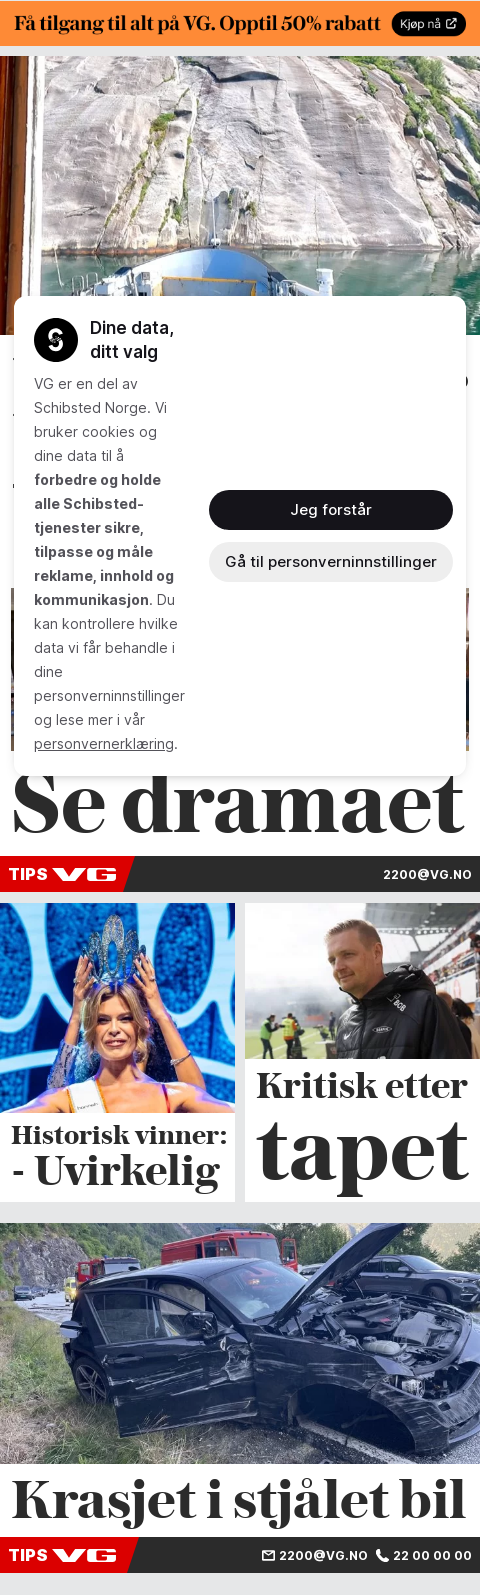 Få tilgang til alt på VG. Opptil 50% rabatt
Kjøp nå
Dine data,
ditt valg
VG er en del av
Schibsted Norge. Vi
bruker cookies og
dine data til å
forbedre og holde
alle Schibsted-
tjenester sikre,
tilpasse og måle
reklame, innhold og
kommunikasjon. Du
kan kontrollere hvilke
data vi får behandle i
dine
personverninnstillinger
og lese mer i vår
personvernerklæring.
Jeg forstår
Gå til personverninnstillinger
Se dramaet
TIPS VG
2200@VG.NO
Historisk vinner:
- Uvirkelig
Kritisk etter
tapet
Krasjet i stjålet bil
TIPS VG
2200@VG.NO 22 00 00 00